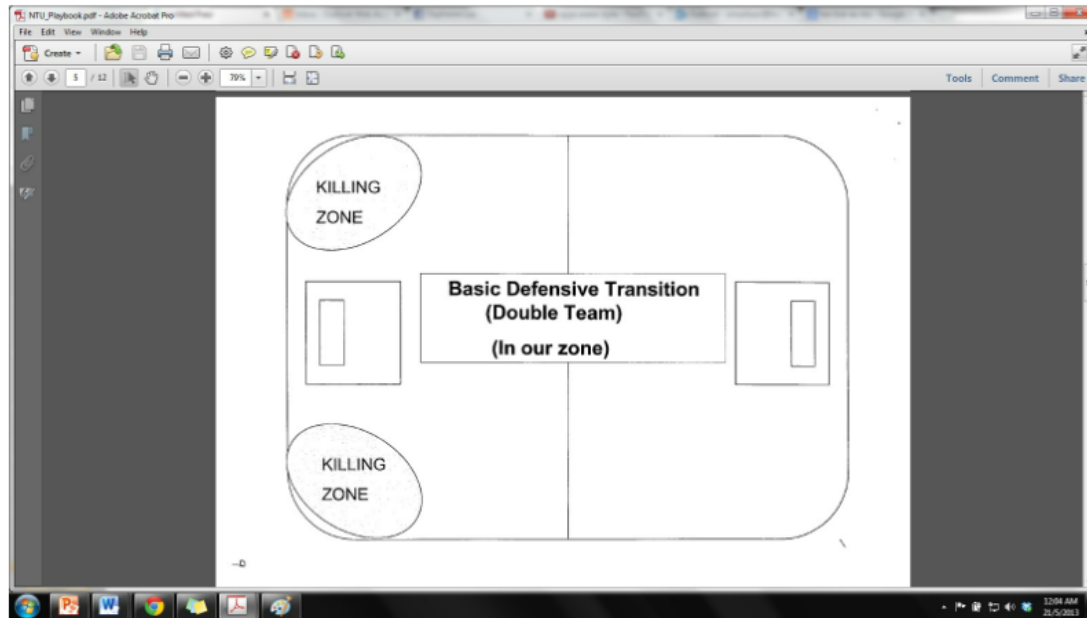 NTU_Playbook.pdf - Adobe Acrobat Pro
File Edit View Window Help
Create
5 / 12
79%
Tools Comment Share
KILLING
ZONE
Basic Defensive Transition
(Double Team)
(In our zone)
KILLING
ZONE
12:04 AM
21/5/2013